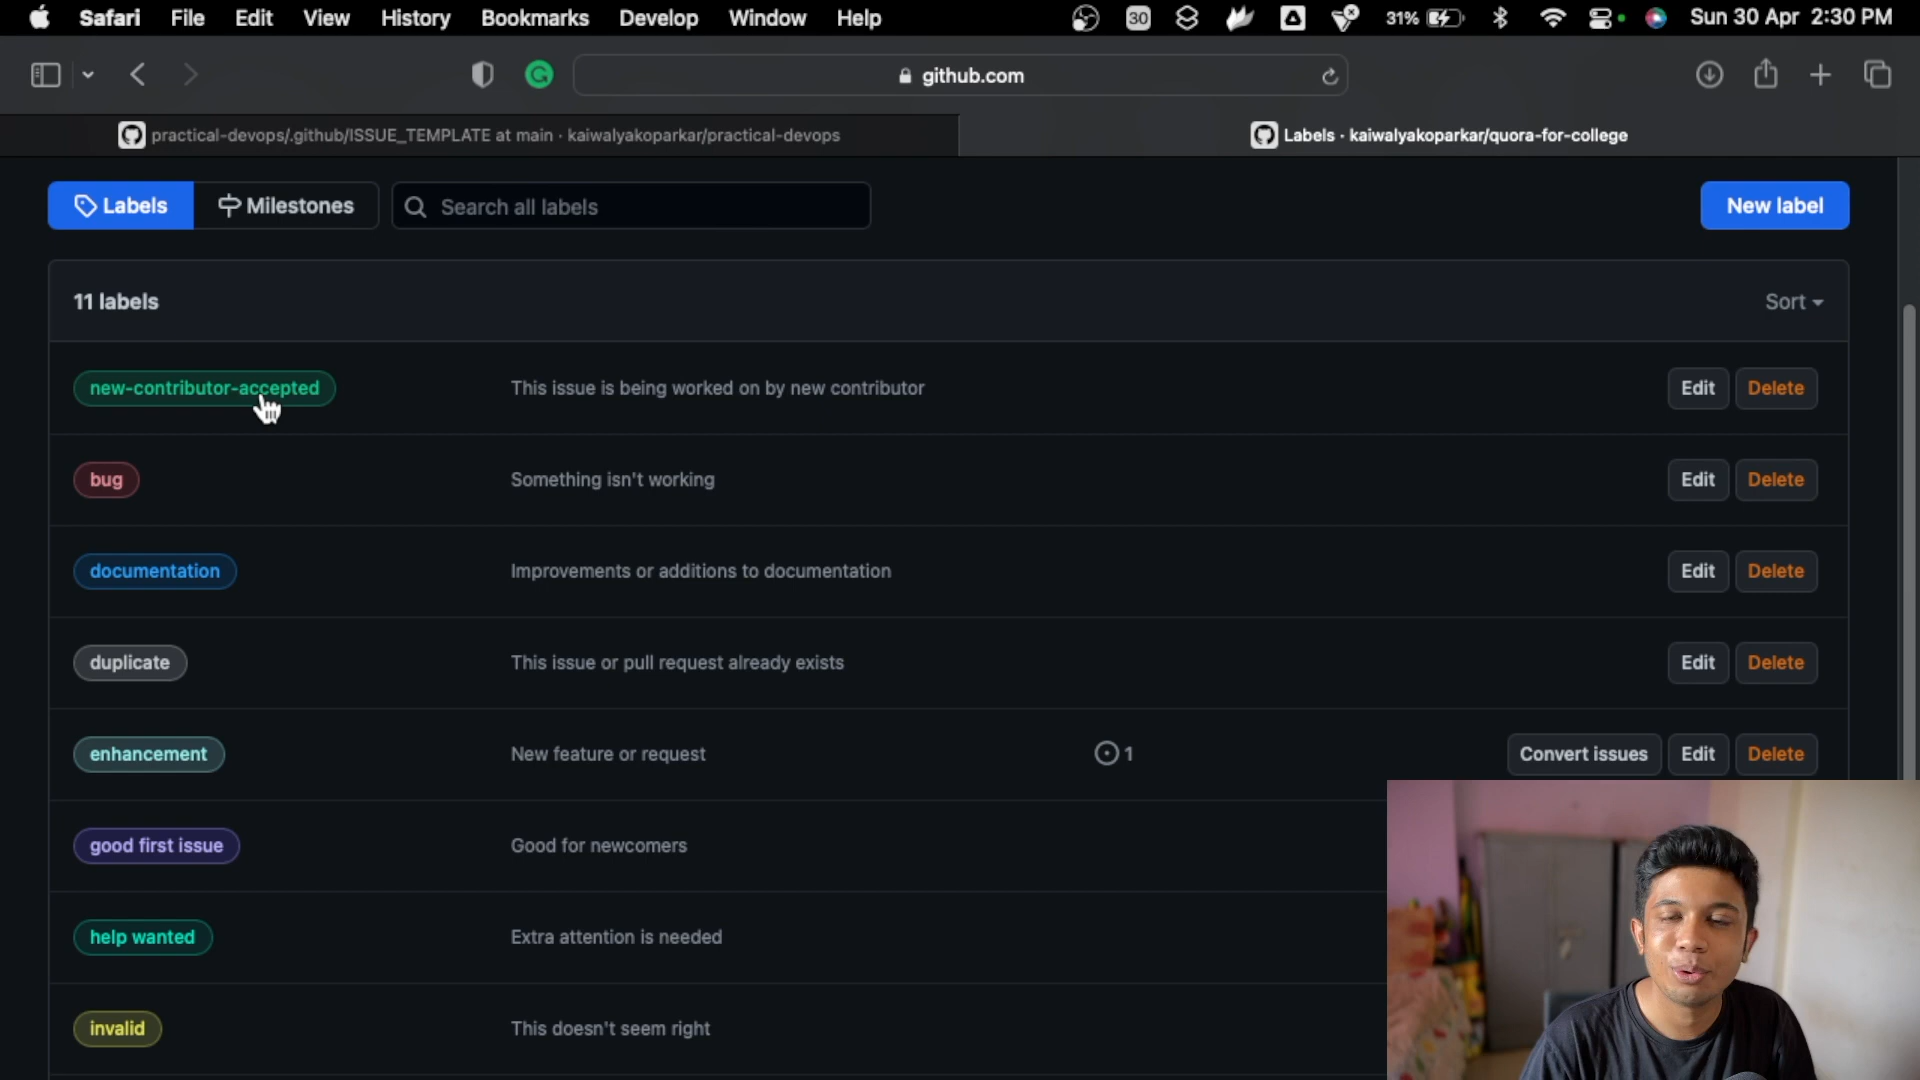 Safari File Edit View History Bookmarks Develop Window Help 30 31% Sun 30 Apr 2:30 PM
github.com
practical-devops/.github/ISSUE_TEMPLATE at main · kaiwalyakoparkar/practical-devops
Labels · kaiwalyakoparkar/quora-for-college
Labels Milestones Search all labels New label
11 labels Sort
new-contributor-accepted This issue is being worked on by new contributor Edit Delete
bug Something isn't working Edit Delete
documentation Improvements or additions to documentation Edit Delete
duplicate This issue or pull request already exists Edit Delete
enhancement New feature or request 1 Convert issues Edit Delete
good first issue Good for newcomers
help wanted Extra attention is needed
invalid This doesn't seem right